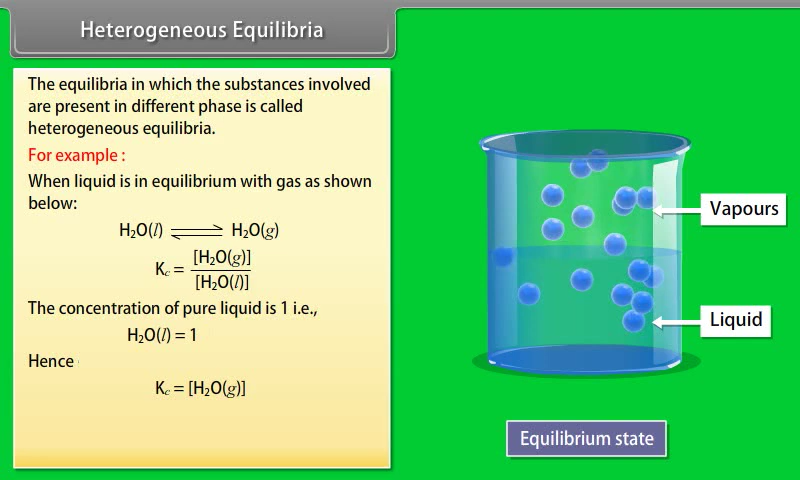 Heterogeneous Equilibria
The equilibria in which the substances involved
are present in different phase is called
heterogeneous equilibria.
For example :
When liquid is in equilibrium with gas as shown
below:
H₂O(l) ⇌ H₂O(g)
K𝒸 = [H₂O(g)] / [H₂O(l)]
The concentration of pure liquid is 1 i.e.,
H₂O(l) = 1
Hence
K𝒸 = [H₂O(g)]
Vapours
Liquid
Equilibrium state